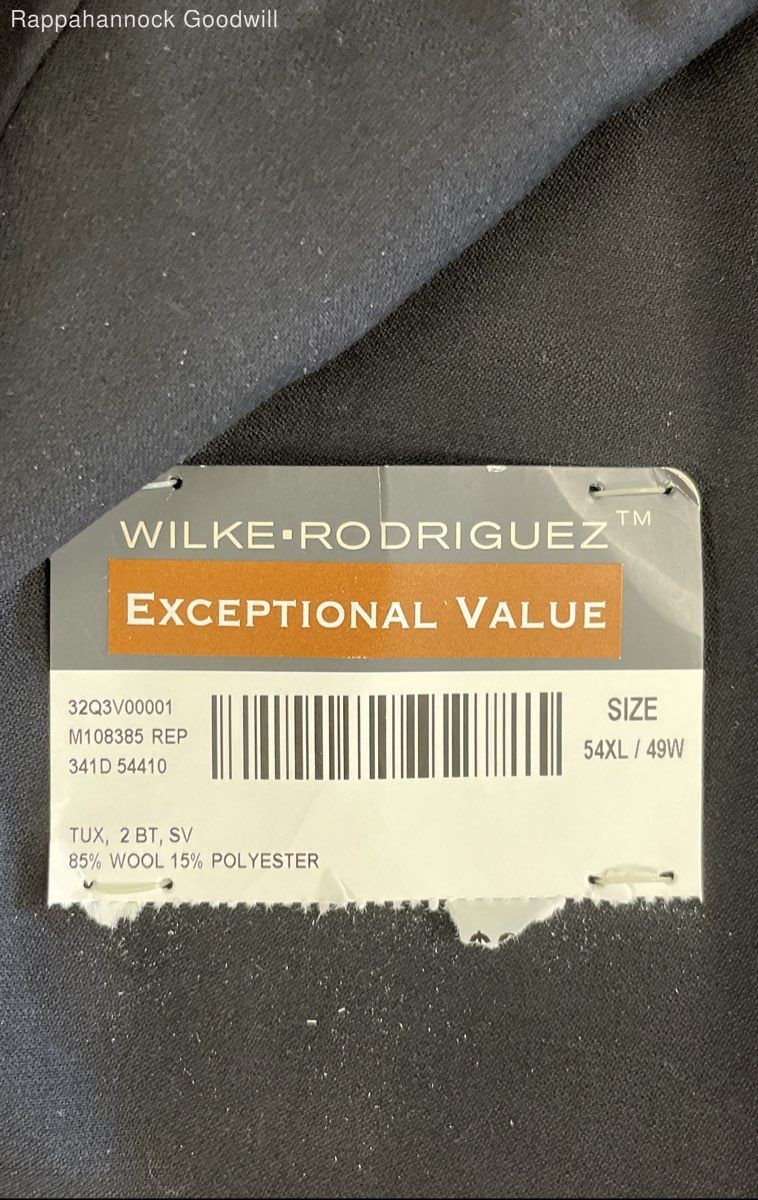 Rappahannock Goodwill
WILKE▪RODRIGUEZ™
EXCEPTIONAL VALUE
32Q3V00001
M108385 REP
341D 54410
SIZE
54XL / 49W
TUX, 2 BT, SV
85% WOOL 15% POLYESTER